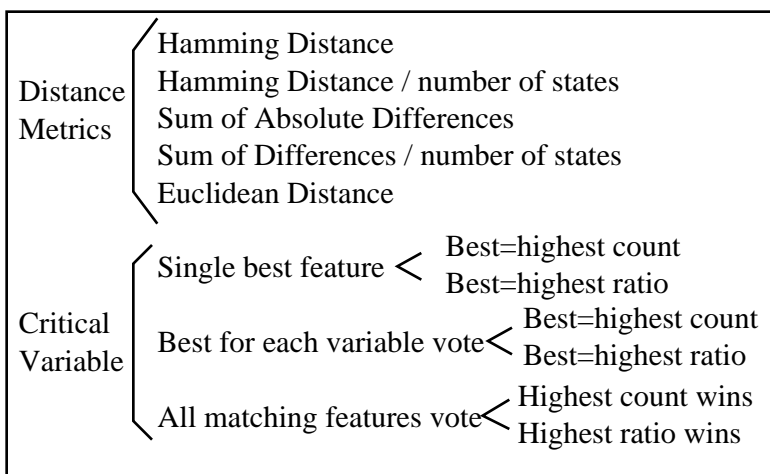 Distance
Metrics
Hamming Distance
Hamming Distance / number of states
Sum of Absolute Differences
Sum of Differences / number of states
Euclidean Distance
Critical
Variable
Single best feature
Best=highest count
Best=highest ratio
Best for each variable vote
Best=highest count
Best=highest ratio
All matching features vote
Highest count wins
Highest ratio wins